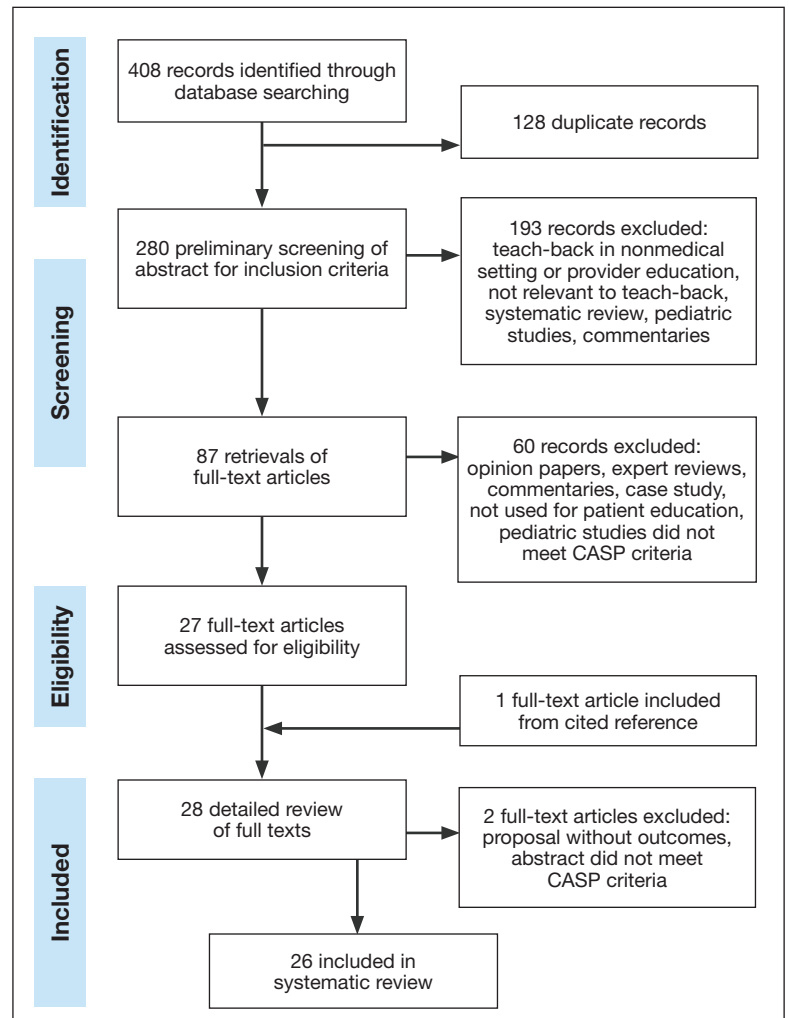 Identification
408 records identified through
database searching
128 duplicate records
Screening
280 preliminary screening of
abstract for inclusion criteria
193 records excluded:
teach-back in nonmedical
setting or provider education,
not relevant to teach-back,
systematic review, pediatric
studies, commentaries
87 retrievals of
full-text articles
60 records excluded:
opinion papers, expert reviews,
commentaries, case study,
not used for patient education,
pediatric studies did not
meet CASP criteria
Eligibility
27 full-text articles
assessed for eligibility
1 full-text article included
from cited reference
Included
28 detailed review
of full texts
2 full-text articles excluded:
proposal without outcomes,
abstract did not meet
CASP criteria
26 included in
systematic review